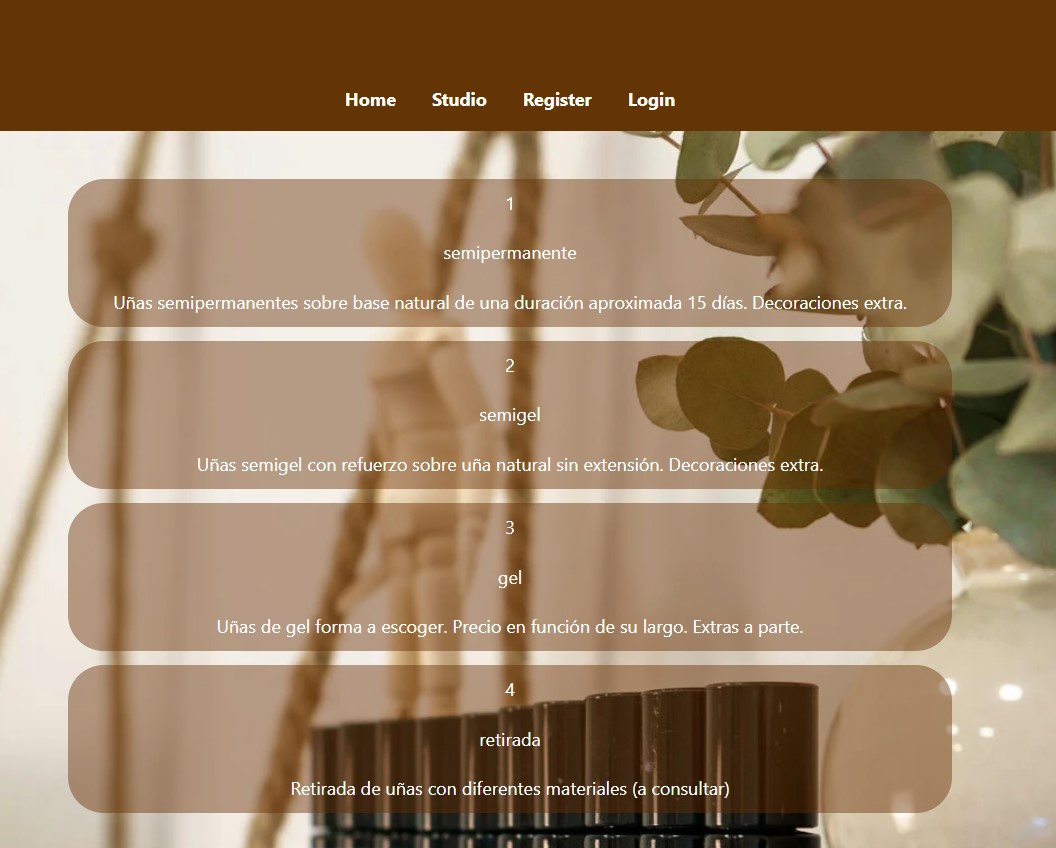 Home Studio Register Login
1
semipermanente
Uñas semipermanentes sobre base natural de una duración aproximada 15 días. Decoraciones extra.
2
semigel
Uñas semigel con refuerzo sobre uña natural sin extensión. Decoraciones extra.
3
gel
Uñas de gel forma a escoger. Precio en función de su largo. Extras a parte.
4
retirada
Retirada de uñas con diferentes materiales (a consultar)